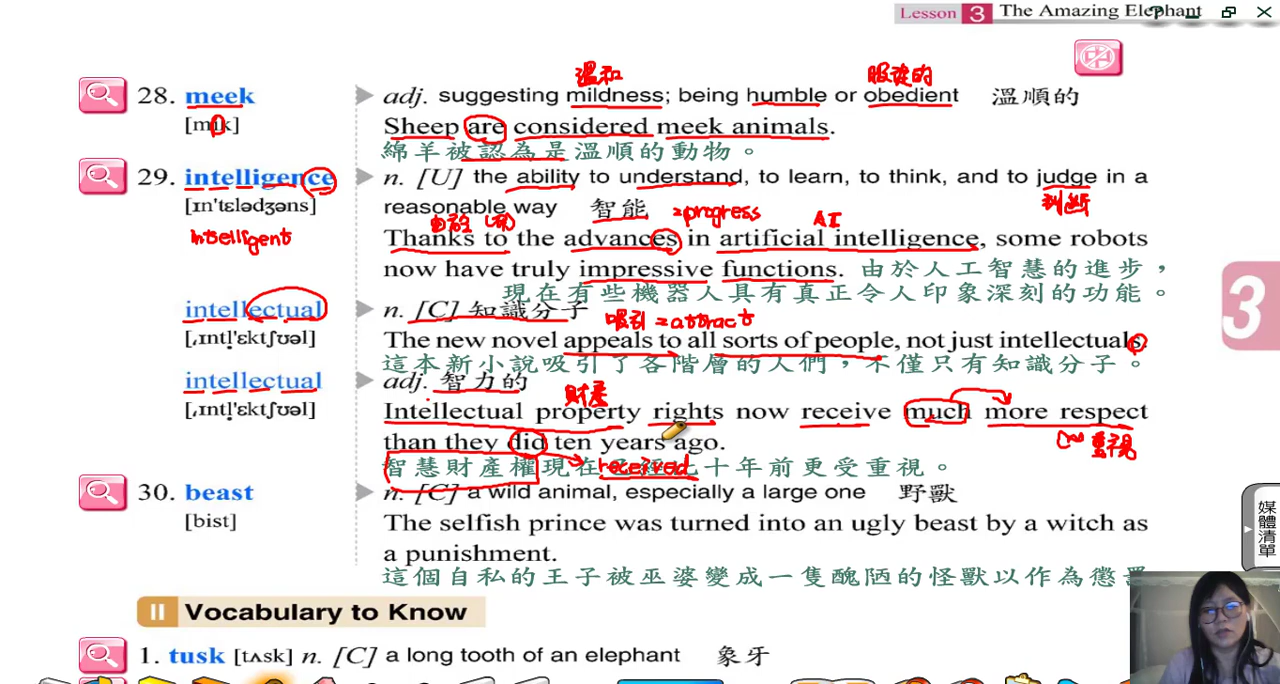 Lesson 3 The Amazing Elephant
溫和 服從的
28. meek adj. suggesting mildness; being humble or obedient 溫順的
[mik] Sheep are considered meek animals.
綿羊被認為是溫順的動物。
29. intelligence n. [U] the ability to understand, to learn, to think, and to judge in a
[ɪnˈtɛlədʒəns] reasonable way 智能 =progress 判斷
intelligent 由於 AI
Thanks to the advances in artificial intelligence, some robots
now have truly impressive functions. 由於人工智慧的進步，
現在有些機器人具有真正令人印象深刻的功能。
intellectual n. [C] 知識分子
吸引=attract
[ˌɪntḷˈɛktʃʊəl] The new novel appeals to all sorts of people, not just intellectuals.
這本新小說吸引了各階層的人們，不僅只有知識分子。
intellectual adj. 智力的
財產
[ˌɪntḷˈɛktʃʊəl] Intellectual property rights now receive much more respect
than they did ten years ago. 重視
智慧財產權現在 received 比十年前更受重視。
30. beast n. [C] a wild animal, especially a large one 野獸
[bist] The selfish prince was turned into an ugly beast by a witch as
a punishment.
這個自私的王子被巫婆變成一隻醜陋的怪獸以作為懲
II Vocabulary to Know
1. tusk [tʌsk] n. [C] a long tooth of an elephant 象牙
3
媒體清單